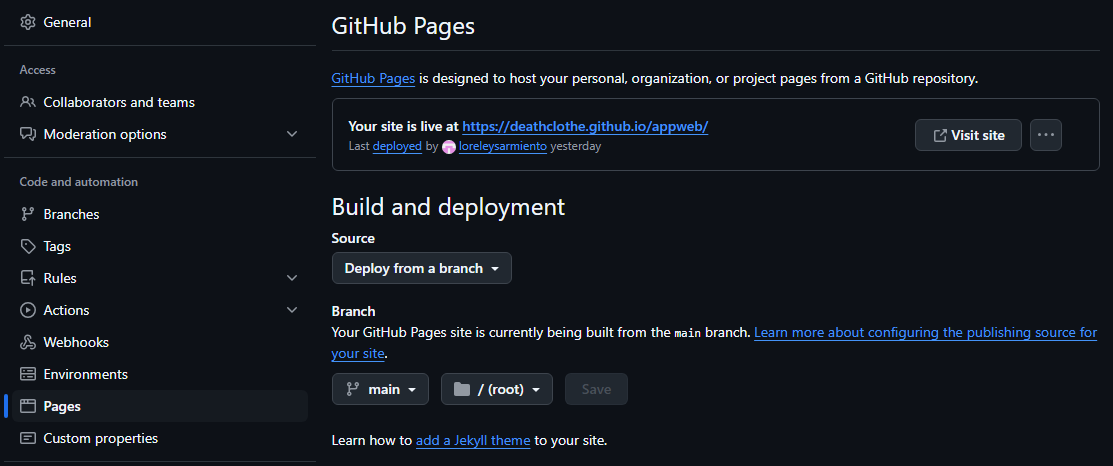 General
Access
Collaborators and teams
Moderation options
Code and automation
Branches
Tags
Rules
Actions
Webhooks
Environments
Pages
Custom properties
GitHub Pages
GitHub Pages is designed to host your personal, organization, or project pages from a GitHub repository.
Your site is live at https://deathclothe.github.io/appweb/
Last deployed by loreleysarmiento yesterday
Visit site
Build and deployment
Source
Deploy from a branch
Branch
Your GitHub Pages site is currently being built from the main branch. Learn more about configuring the publishing source for
your site.
main
/ (root)
Save
Learn how to add a Jekyll theme to your site.